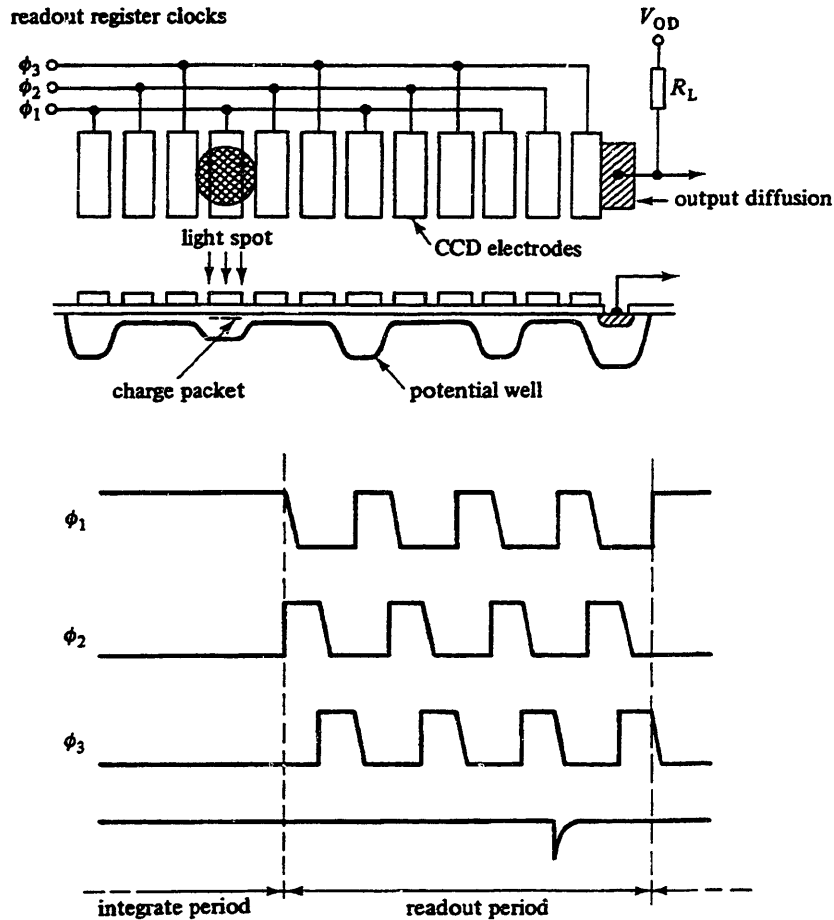 readout register clocks
V_OD
ϕ₃
ϕ₂
ϕ₁
R_L
output diffusion
light spot
CCD electrodes
charge packet
potential well
ϕ₁
ϕ₂
ϕ₃
integrate period
readout period